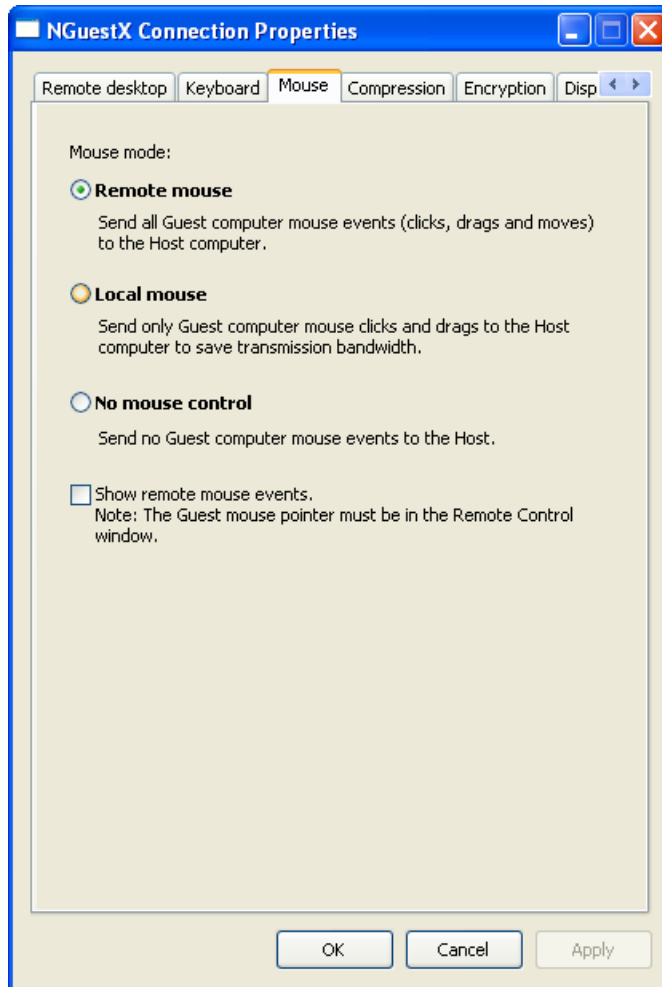 NGuestX Connection Properties
Remote desktop Keyboard Mouse Compression Encryption Disp
Mouse mode:
Remote mouse
Send all Guest computer mouse events (clicks, drags and moves)
to the Host computer.
Local mouse
Send only Guest computer mouse clicks and drags to the Host
computer to save transmission bandwidth.
No mouse control
Send no Guest computer mouse events to the Host.
Show remote mouse events.
Note: The Guest mouse pointer must be in the Remote Control
window.
OK Cancel Apply